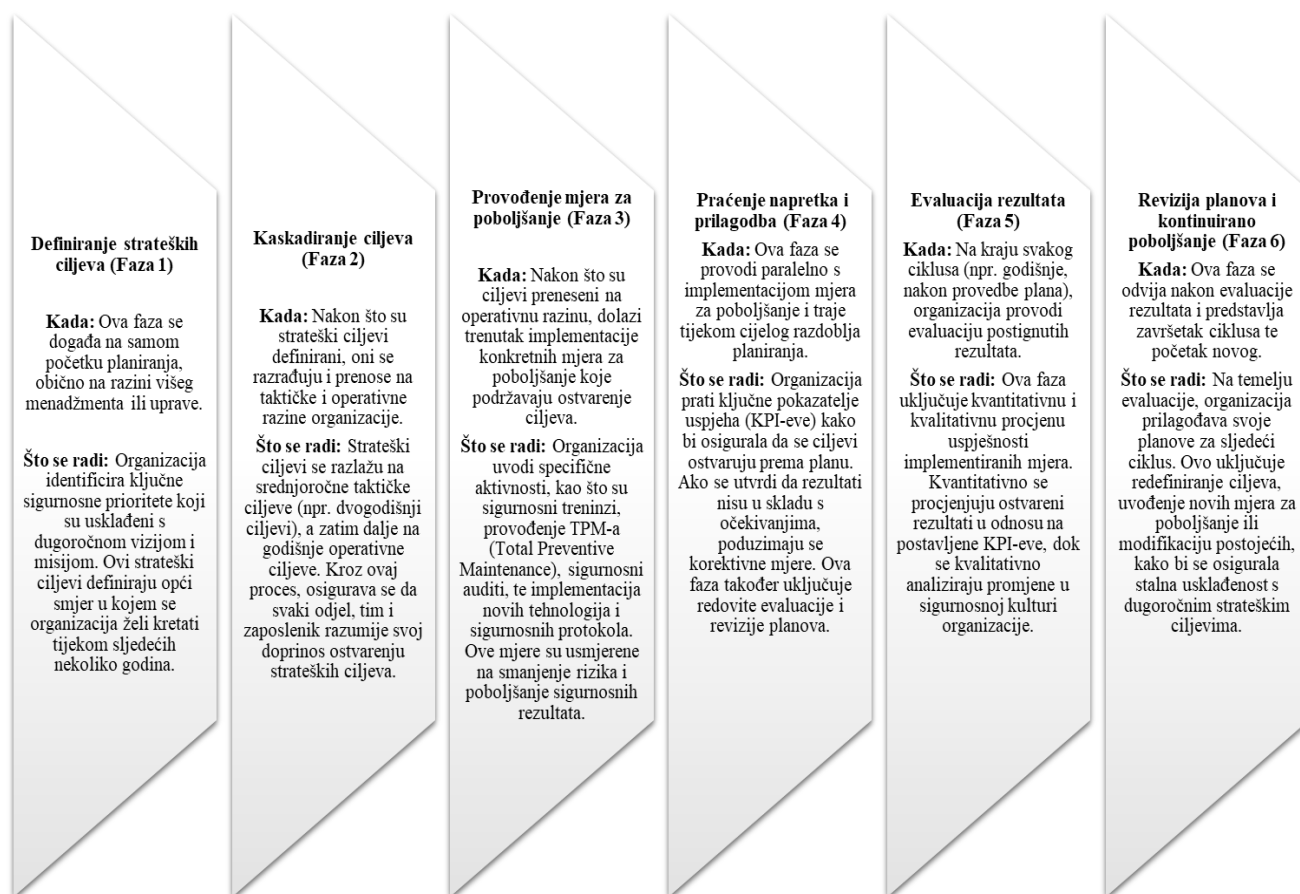 Definiranje strateških
ciljeva (Faza 1)
Kada: Ova faza se
događa na samom
početku planiranja,
obično na razini višeg
menadžmenta ili uprave.
Što se radi: Organizacija
identificira ključne
sigurnosne prioritete koji
su usklađeni s
dugoročnom vizijom i
misijom. Ovi strateški
ciljevi definiraju opći
smjer u kojem se
organizacija želi kretati
tijekom sljedećih
nekoliko godina.
Kaskadiranje ciljeva
(Faza 2)
Kada: Nakon što su
strateški ciljevi
definirani, oni se
razrađuju i prenose na
taktičke i operativne
razine organizacije.
Što se radi: Strateški
ciljevi se razlažu na
srednjoročne taktičke
ciljeve (npr. dvogodišnji
ciljevi), a zatim dalje na
godišnje operativne
ciljeve. Kroz ovaj
proces, osigurava se da
svaki odjel, tim i
zaposlenik razumije svoj
doprinos ostvarenju
strateških ciljeva.
Provođenje mjera za
poboljšanje (Faza 3)
Kada: Nakon što su
ciljevi preneseni na
operativnu razinu, dolazi
trenutak implementacije
konkretnih mjera za
poboljšanje koje
podržavaju ostvarenje
ciljeva.
Što se radi: Organizacija
uvodi specifične
aktivnosti, kao što su
sigurnosni treninzi,
provođenje TPM-a
(Total Preventive
Maintenance), sigurnosni
auditi, te implementacija
novih tehnologija i
sigurnosnih protokola.
Ove mjere su usmjerene
na smanjenje rizika i
poboljšanje sigurnosnih
rezultata.
Praćenje napretka i
prilagodba (Faza 4)
Kada: Ova faza se
provodi paralelno s
implementacijom mjera
za poboljšanje i traje
tijekom cijelog razdoblja
planiranja.
Što se radi: Organizacija
prati ključne pokazatelje
uspjeha (KPI-eve) kako
bi osigurala da se ciljevi
ostvaruju prema planu.
Ako se utvrdi da rezultati
nisu u skladu s
očekivanjima,
poduzimaju se
korektivne mjere. Ova
faza također uključuje
redovite evaluacije i
revizije planova.
Evaluacija rezultata
(Faza 5)
Kada: Na kraju svakog
ciklusa (npr. godišnje,
nakon provedbe plana),
organizacija provodi
evaluaciju postignutih
rezultata.
Što se radi: Ova faza
uključuje kvantitativnu i
kvalitativnu procjenu
uspješnosti
implementiranih mjera.
Kvantitativno se
procjenjuju ostvareni
rezultati u odnosu na
postavljene KPI-eve, dok
se kvalitativno
analiziraju promjene u
sigurnosnoj kulturi
organizacije.
Revizija planova i
kontinuirano
poboljšanje (Faza 6)
Kada: Ova faza se
odvija nakon evaluacije
rezultata i predstavlja
završetak ciklusa te
početak novog.
Što se radi: Na temelju
evaluacije, organizacija
prilagođava svoje
planove za sljedeći
ciklus. Ovo uključuje
redefiniranje ciljeva,
uvođenje novih mjera za
poboljšanje ili
modifikaciju postojećih,
kako bi se osigurala
stalna usklađenost s
dugoročnim strateškim
ciljevima.